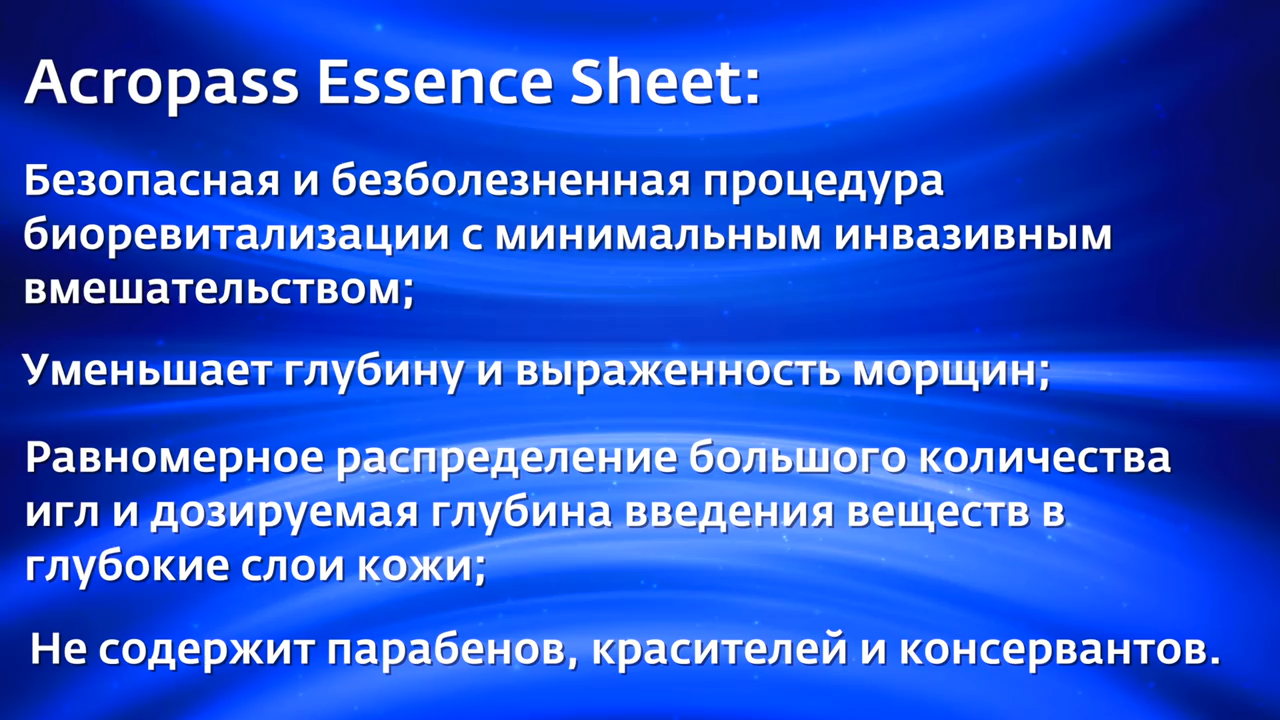 Acropass Essence Sheet:
Безопасная и безболезненная процедура
биоревитализации с минимальным инвазивным
вмешательством;
Уменьшает глубину и выраженность морщин;
Равномерное распределение большого количества
игл и дозируемая глубина введения веществ в
глубокие слои кожи;
Не содержит парабенов, красителей и консервантов.